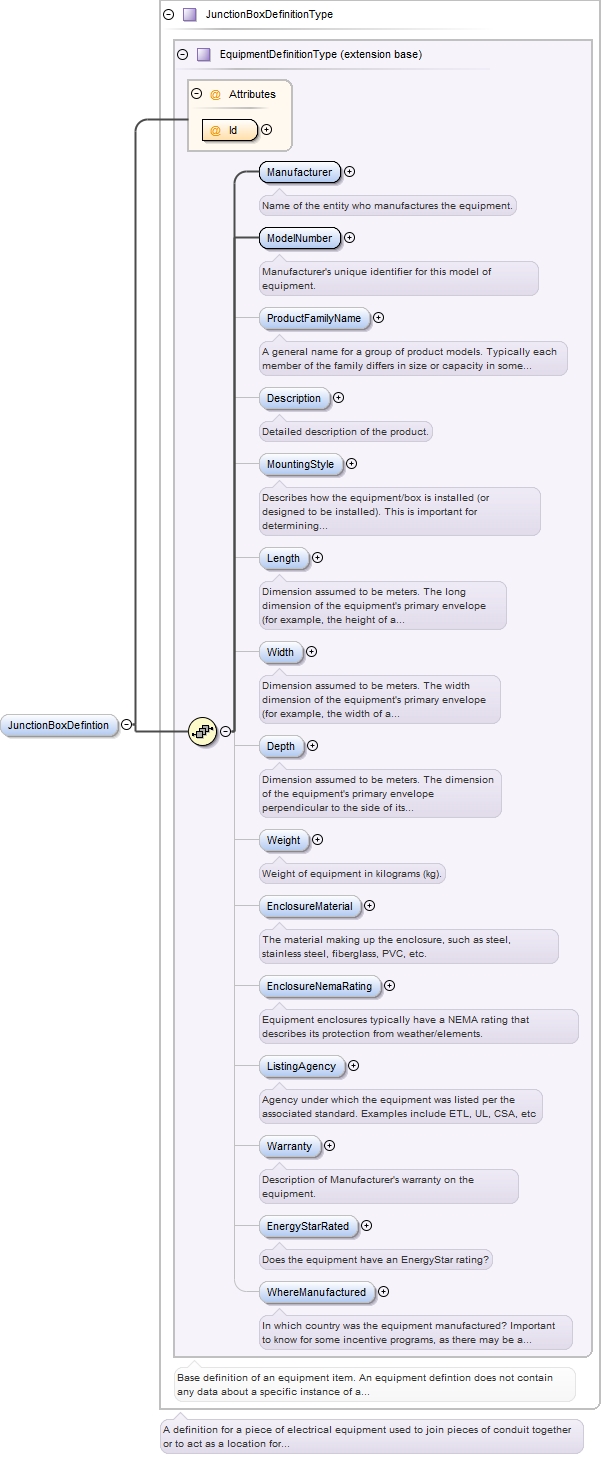 JunctionBoxDefinitionType
EquipmentDefinitionType (extension base)
@ Attributes
@ Id
Manufacturer
Name of the entity who manufactures the equipment.
ModelNumber
Manufacturer's unique identifier for this model of
equipment.
ProductFamilyName
A general name for a group of product models. Typically each
member of the family differs in size or capacity in some...
Description
Detailed description of the product.
MountingStyle
Describes how the equipment/box is installed (or
designed to be installed). This is important for
determining...
Length
Dimension assumed to be meters. The long
dimension of the equipment's primary envelope
(for example, the height of a...
Width
Dimension assumed to be meters. The width
dimension of the equipment's primary envelope
(for example, the width of a...
JunctionBoxDefintion
Depth
Dimension assumed to be meters. The dimension
of the equipment's primary envelope
perpendicular to the side of its...
Weight
Weight of equipment in kilograms (kg).
EnclosureMaterial
The material making up the enclosure, such as steel,
stainless steel, fiberglass, PVC, etc.
EnclosureNemaRating
Equipment enclosures typically have a NEMA rating that
describes its protection from weather/elements.
ListingAgency
Agency under which the equipment was listed per the
associated standard. Examples include ETL, UL, CSA, etc
Warranty
Description of Manufacturer's warranty on the
equipment.
EnergyStarRated
Does the equipment have an EnergyStar rating?
WhereManufactured
In which country was the equipment manufactured? Important
to know for some incentive programs, as there may be a...
Base definition of an equipment item. An equipment defintion does not contain
any data about a specific instance of a...
A definition for a piece of electrical equipment used to join pieces of conduit together
or to act as a location for...